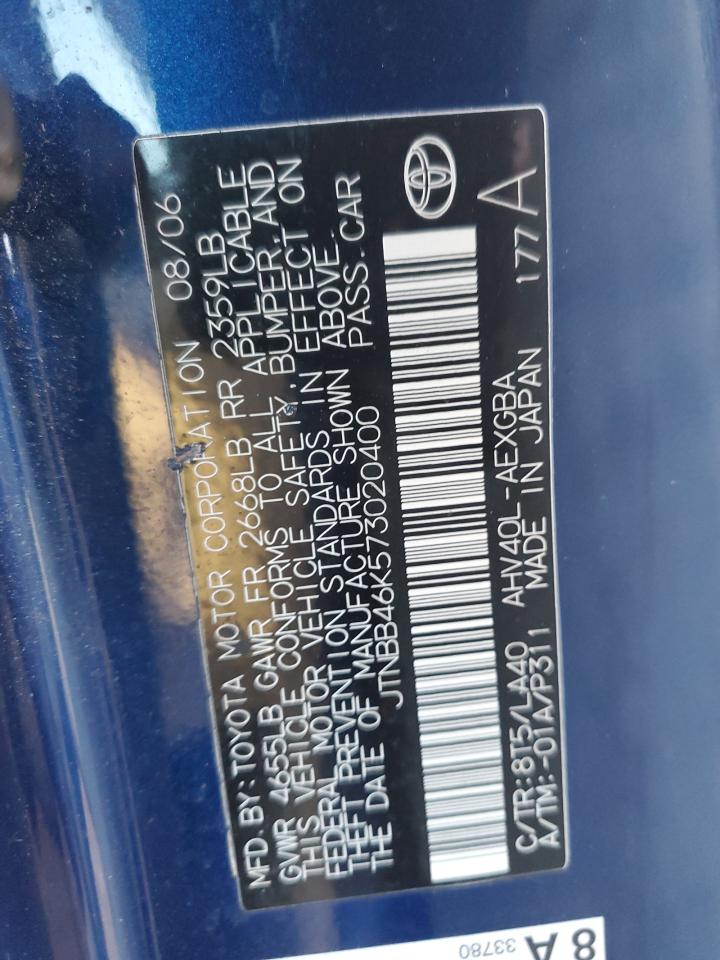 MFD. BY: TOYOTA MOTOR CORPORATION 08/06
GVWR 4655LB GAWR FR 2668LB RR 2359LB
THIS VEHICLE CONFORMS TO ALL APPLICABLE
FEDERAL MOTOR VEHICLE SAFETY, BUMPER, AND
THEFT PREVENTION STANDARDS IN EFFECT ON
THE DATE OF MANUFACTURE SHOWN ABOVE.
JTNBB46K573020400 PASS. CAR
C/TR: 8T5/LA40 AHV40L-AEXGBA 177 A
A/TM: -01A/P311 MADE IN JAPAN
8 A
33780